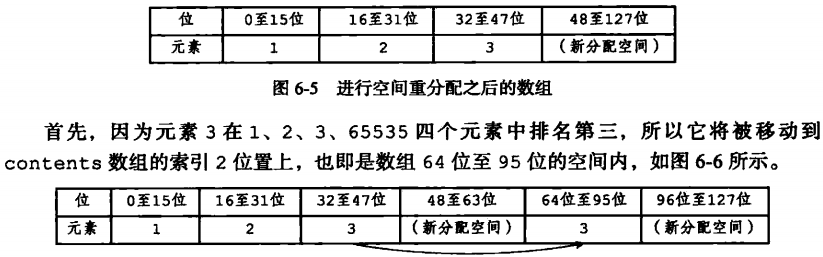 位 0至15位 16至31位 32至47位 48至127位
元素 1 2 3 (新分配空间)
图 6-5 进行空间重分配之后的数组
首先，因为元素 3 在 1、2、3、65535 四个元素中排名第三，所以它将被移动到
contents 数组的索引 2 位置上，也即是数组 64 位至 95 位的空间内，如图 6-6 所示。
位 0至15位 16至31位 32至47位 48至63位 64位至95位 96位至127位
元素 1 2 3 (新分配空间) 3 (新分配空间)